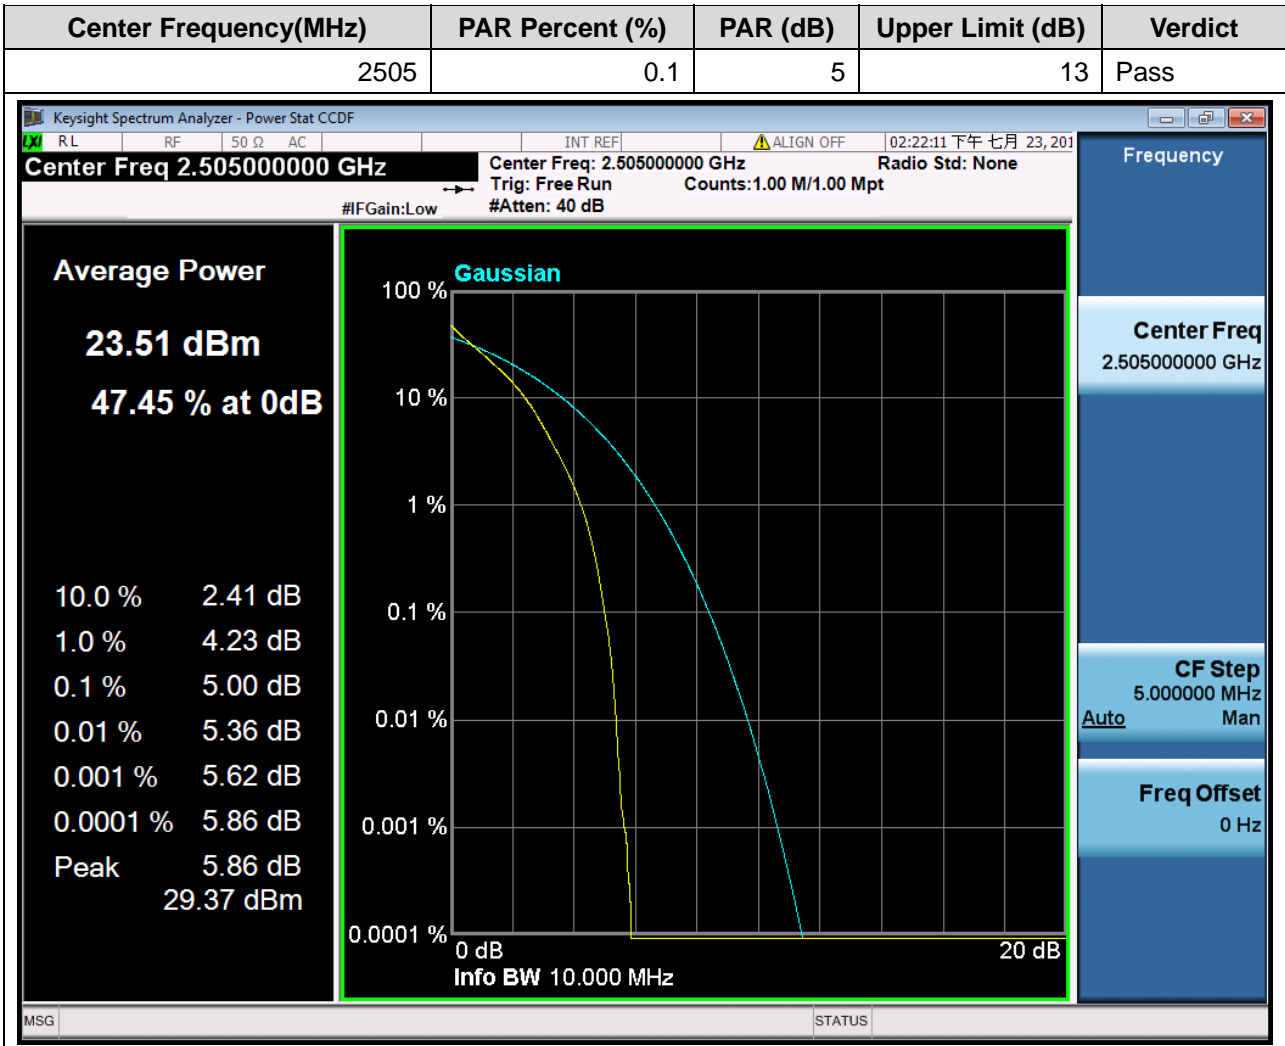 Center Frequency(MHz) PAR Percent (%) PAR (dB) Upper Limit (dB) Verdict
2505 0.1 5 13 Pass
Keysight Spectrum Analyzer - Power Stat CCDF
LXI RL RF 50 Ω AC INT REF ALIGN OFF 02:22:11 下午 七月 23, 201
Center Freq 2.505000000 GHz
Center Freq: 2.505000000 GHz Radio Std: None
Trig: Free Run Counts:1.00 M/1.00 Mpt
#IFGain:Low #Atten: 40 dB
Average Power
23.51 dBm
47.45 % at 0dB
10.0 % 2.41 dB
1.0 % 4.23 dB
0.1 % 5.00 dB
0.01 % 5.36 dB
0.001 % 5.62 dB
0.0001 % 5.86 dB
Peak 5.86 dB
29.37 dBm
Gaussian
100 %
10 %
1 %
0.1 %
0.01 %
0.001 %
0.0001 %
0 dB 20 dB
Info BW 10.000 MHz
Frequency
Center Freq
2.505000000 GHz
CF Step
5.000000 MHz
Auto Man
Freq Offset
0 Hz
MSG STATUS